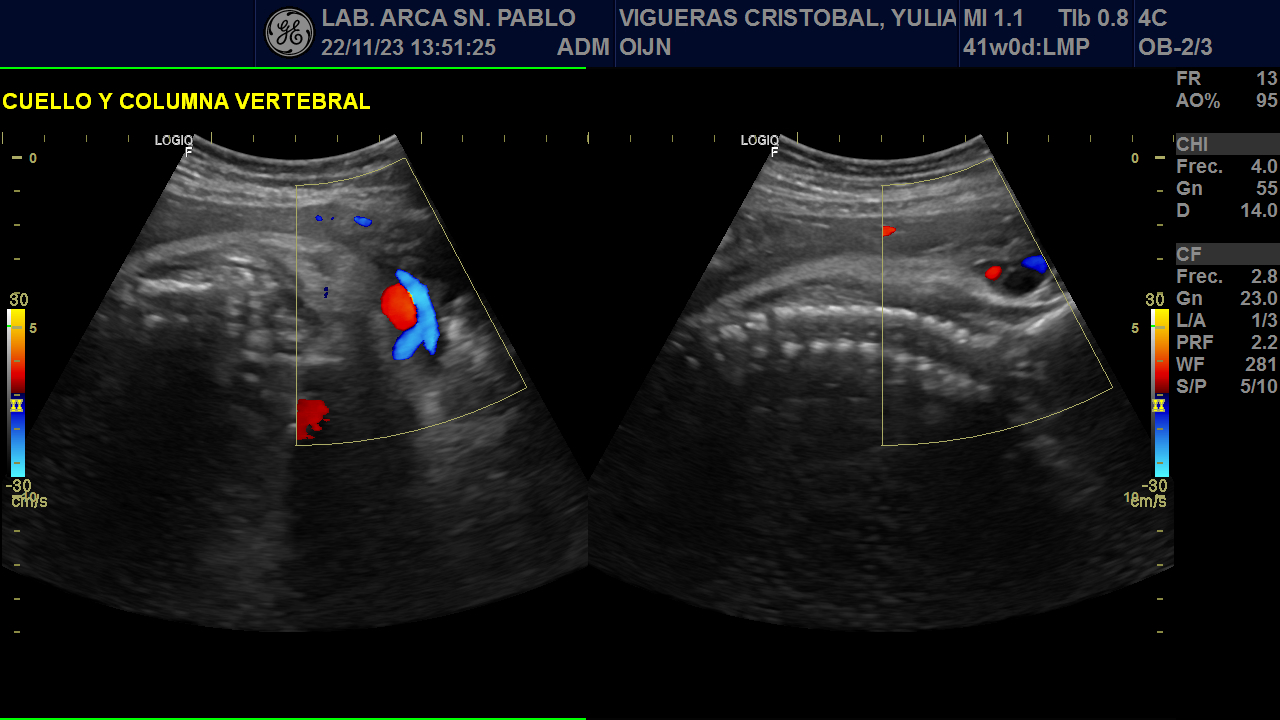 LAB. ARCA SN. PABLO
22/11/23 13:51:25 ADM
VIGUERAS CRISTOBAL, YULIA
OIJN
MI 1.1 TIb 0.8
41w0d:LMP
4C
OB-2/3
CUELLO Y COLUMNA VERTEBRAL
LOGIQ
F
0
5
10
30
-30
cm/s
LOGIQ
F
0
5
10
30
-30
cm/s
FR 13
AO% 95
CHI
Frec. 4.0
Gn 55
D 14.0
CF
Frec. 2.8
Gn 23.0
L/A 1/3
PRF 2.2
WF 281
S/P 5/10